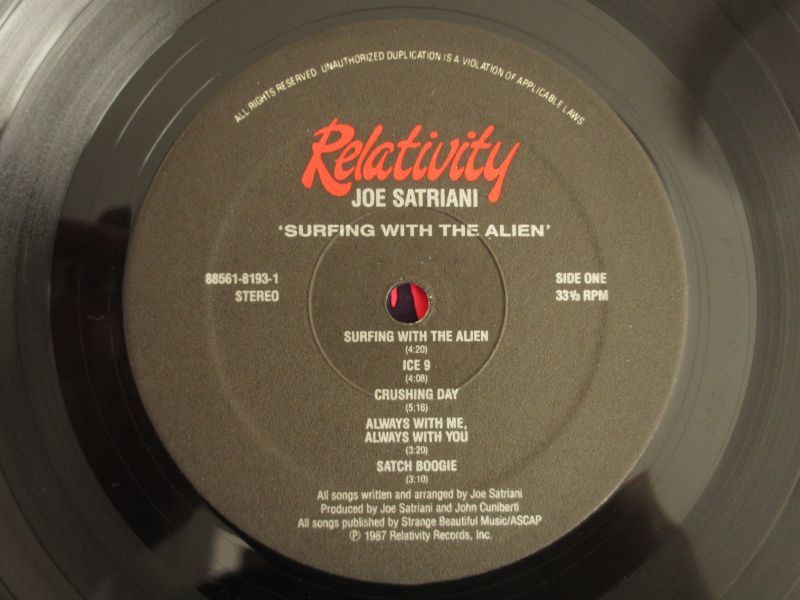 ALL RIGHTS RESERVED UNAUTHORIZED DUPLICATION IS A VIOLATION OF APPLICABLE LAWS
Relativity
JOE SATRIANI
'SURFING WITH THE ALIEN'
88561-8193-1
STEREO
SIDE ONE
33⅓ RPM
SURFING WITH THE ALIEN
(4:20)
ICE 9
(4:08)
CRUSHING DAY
(5:16)
ALWAYS WITH ME,
ALWAYS WITH YOU
(3:20)
SATCH BOOGIE
(3:10)
All songs written and arranged by Joe Satriani
Produced by Joe Satriani and John Cuniberti
All songs published by Strange Beautiful Music/ASCAP
℗ 1987 Relativity Records, Inc.